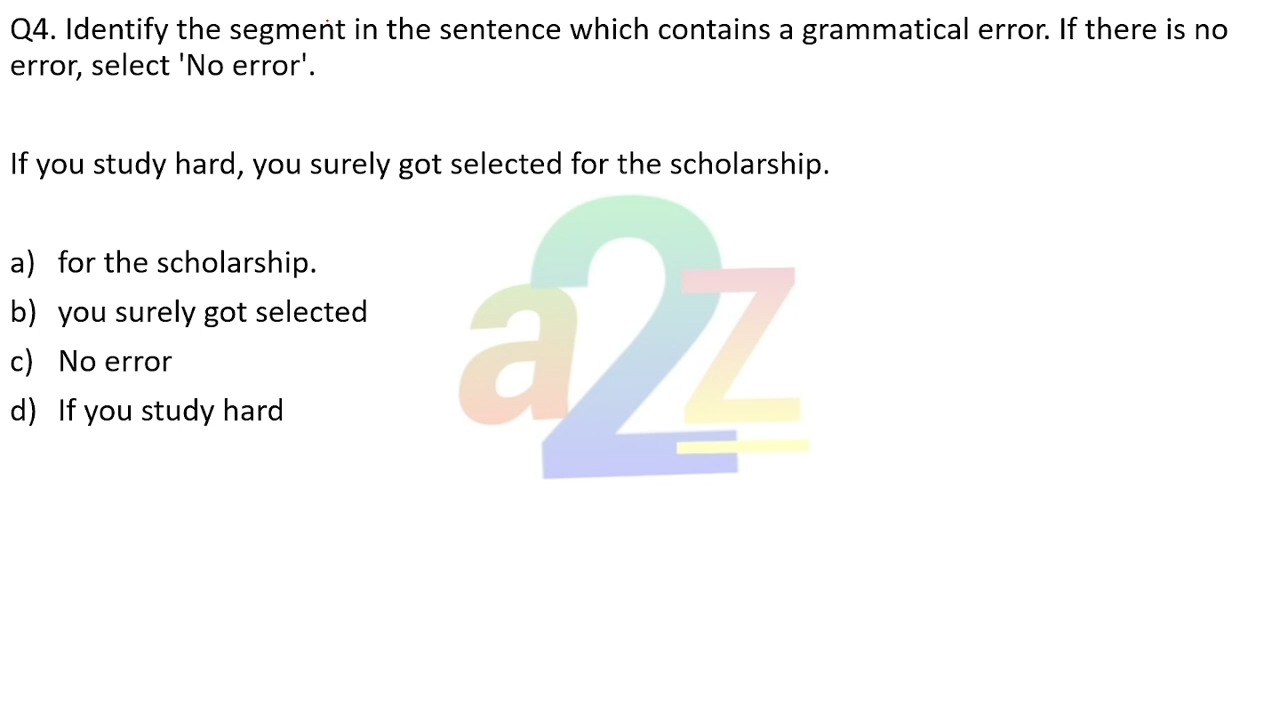 Q4. Identify the segment in the sentence which contains a grammatical error. If there is no
error, select 'No error'.
If you study hard, you surely got selected for the scholarship.
a) for the scholarship.
b) you surely got selected
c) No error
d) If you study hard
a2z